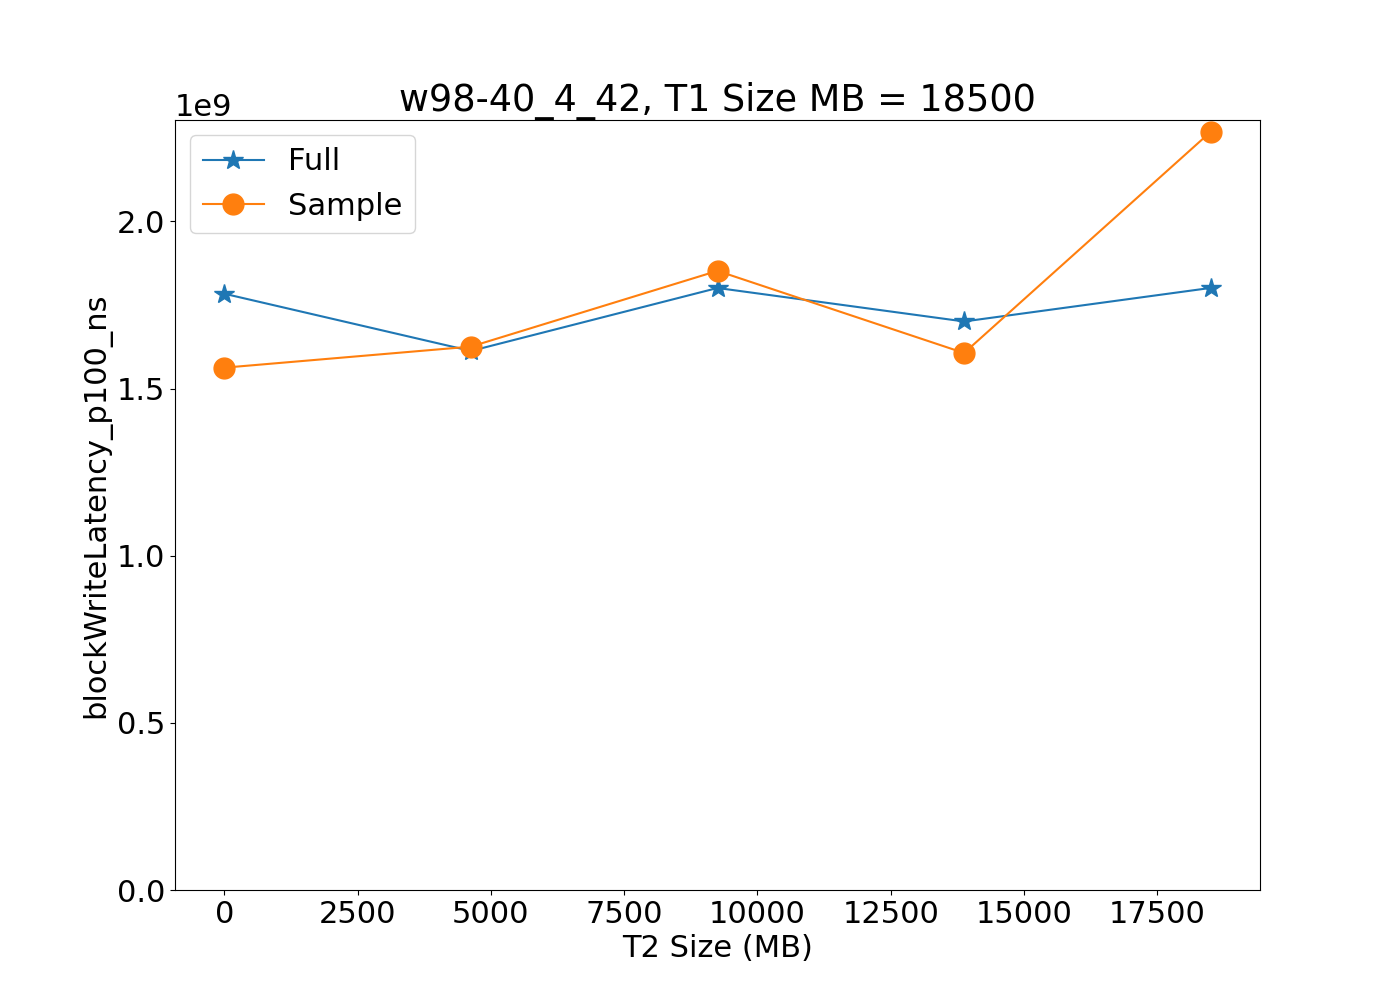 w98-40_4_42, T1 Size MB = 18500
1e9
Full
Sample
2.0
1.5
1.0
0.5
0.0
blockWriteLatency_p100_ns
0 2500 5000 7500 10000 12500 15000 17500
T2 Size (MB)